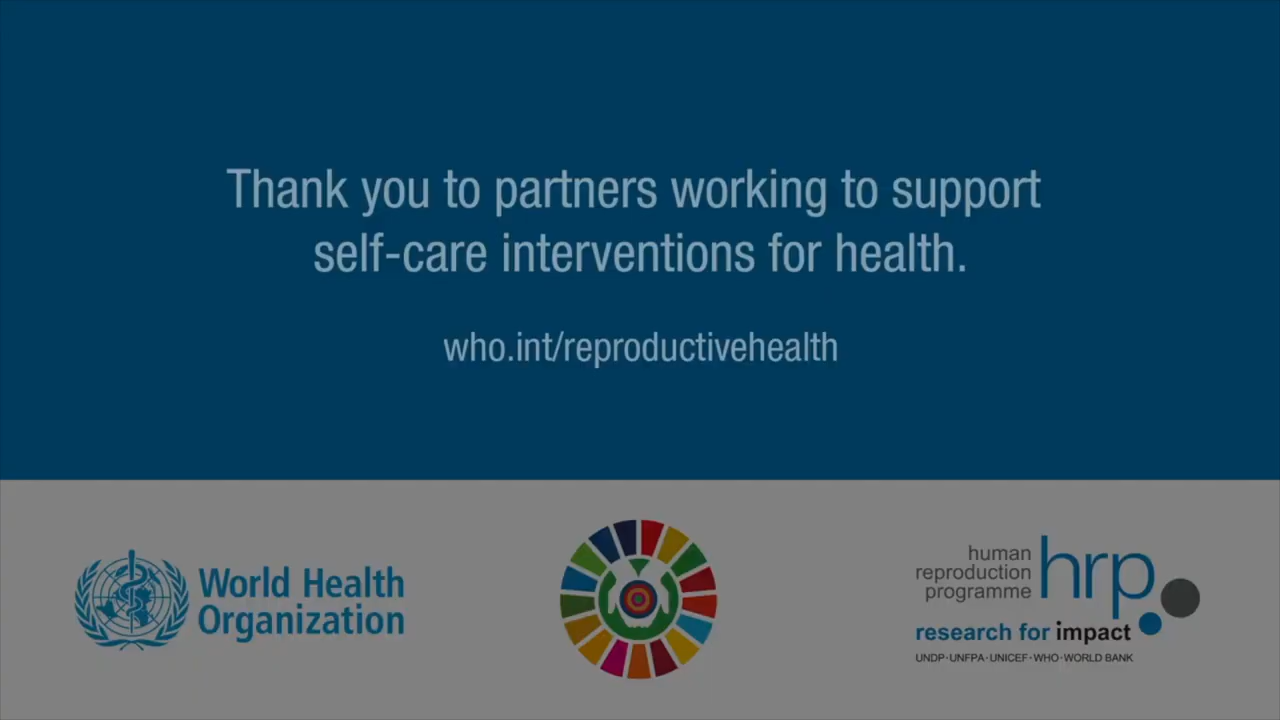 Thank you to partners working to support
self-care interventions for health.
who.int/reproductivehealth
World Health
Organization
human
reproduction
programme
hrp
research for impact
UNDP·UNFPA·UNICEF·WHO·WORLD BANK